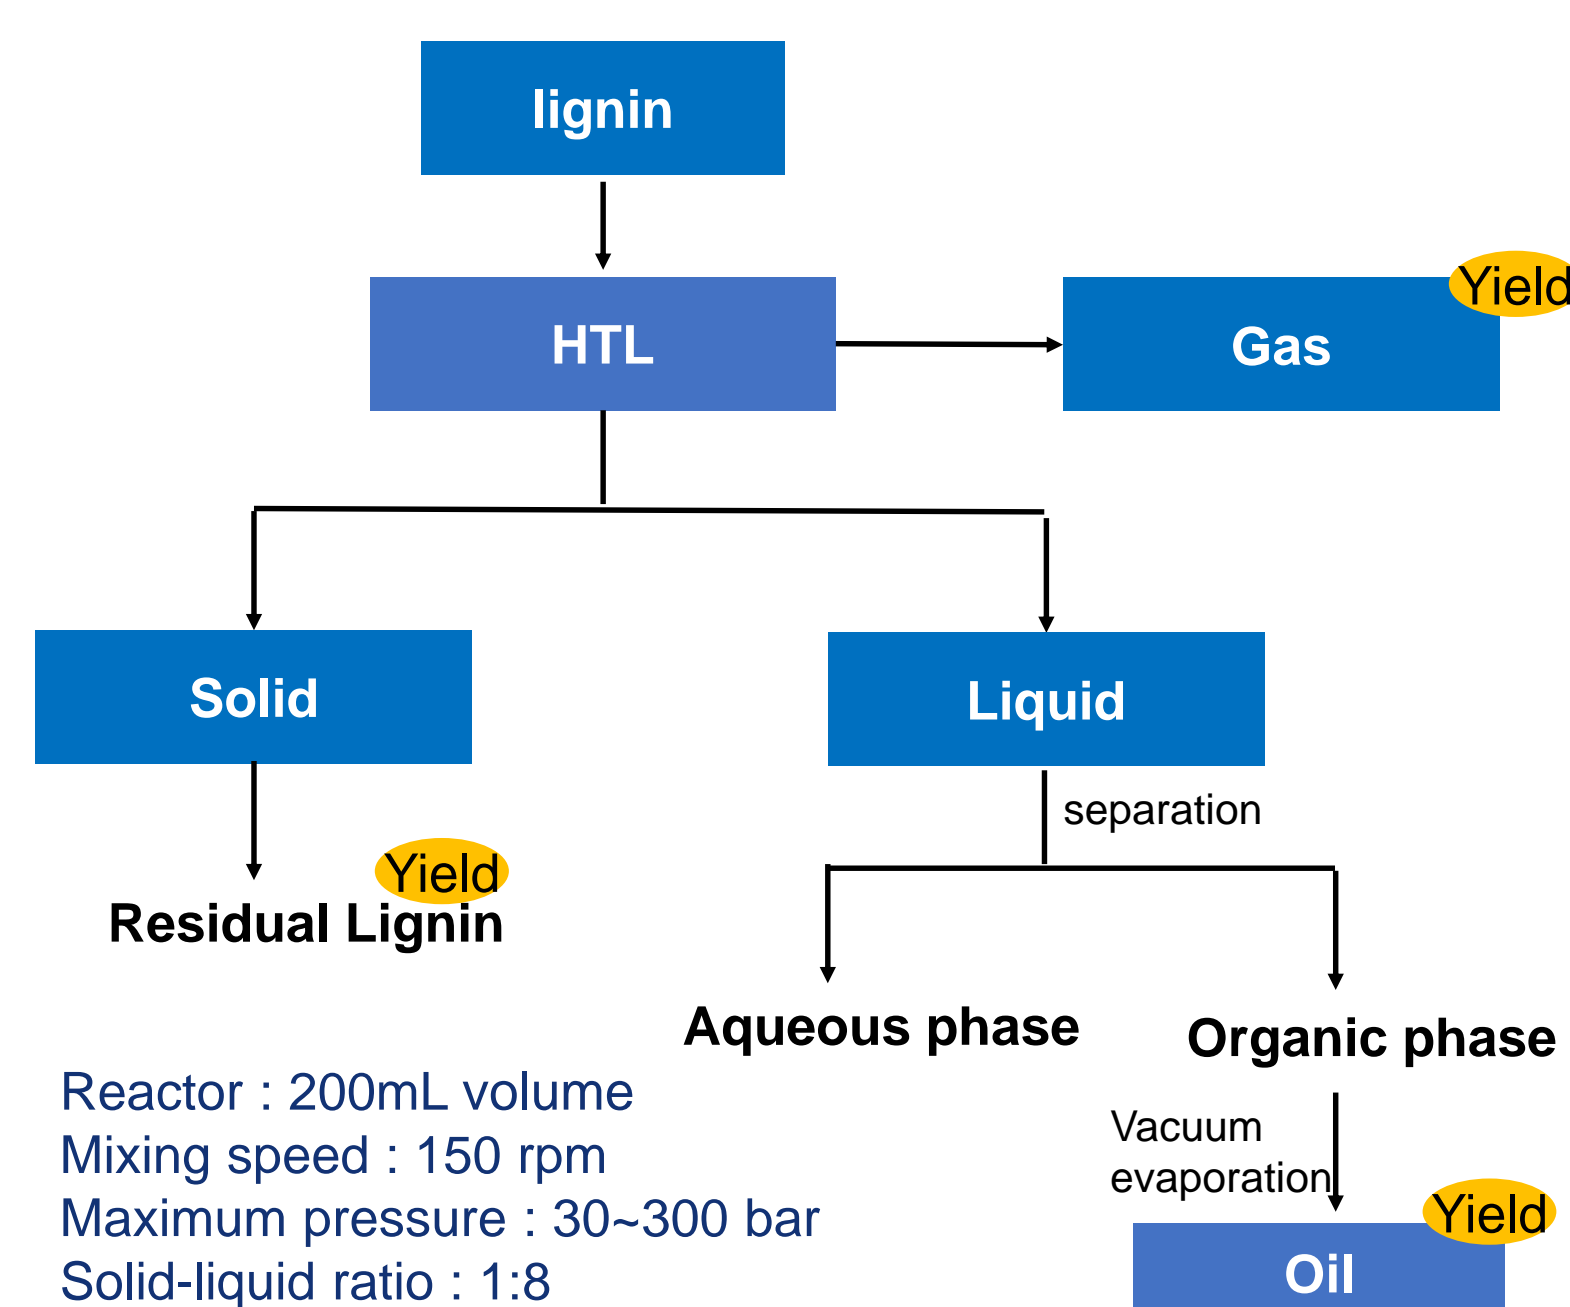 lignin
HTL
Yield
Gas
Solid
Liquid
separation
Yield
Residual Lignin
Aqueous phase
Organic phase
Reactor : 200mL volume
Mixing speed : 150 rpm
Maximum pressure : 30~300 bar
Solid-liquid ratio : 1:8
Vacuum
evaporation
Yield
Oil